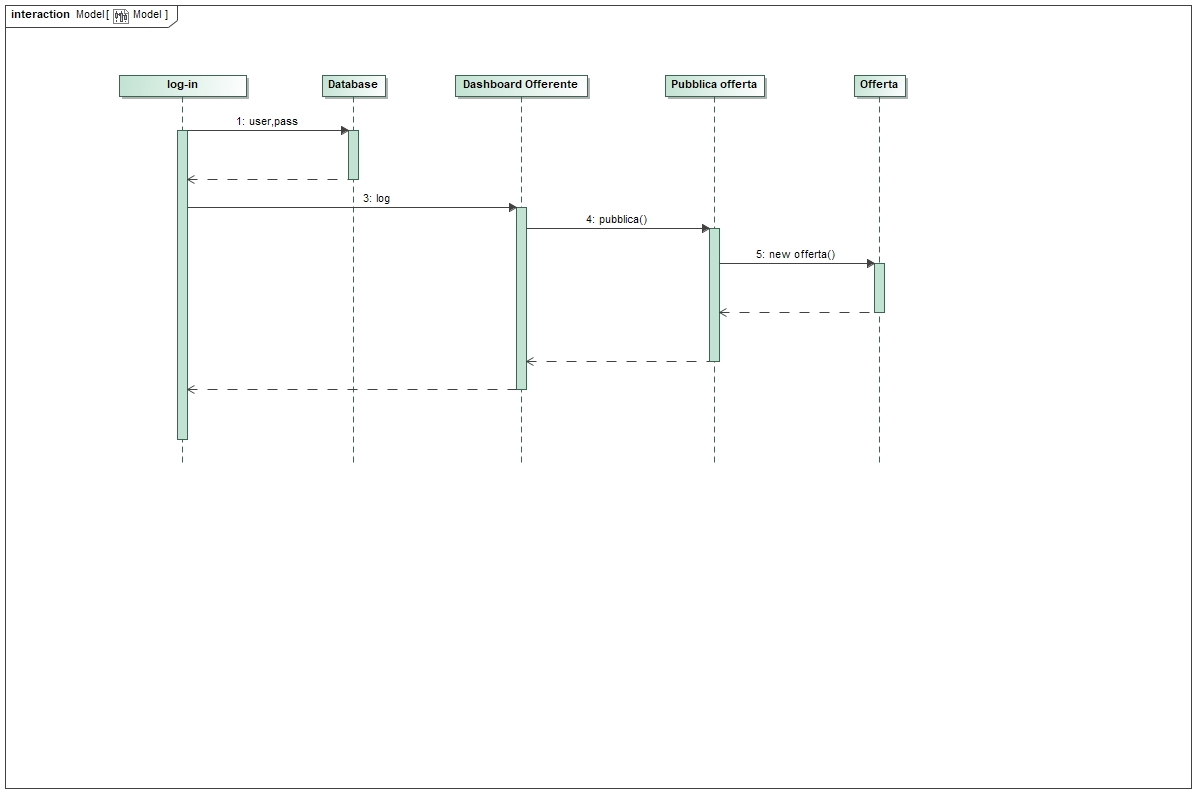 interaction Model[ Model ]
log-in
Database
Dashboard Offerente
Pubblica offerta
Offerta
1: user,pass
3: log
4: pubblica()
5: new offerta()